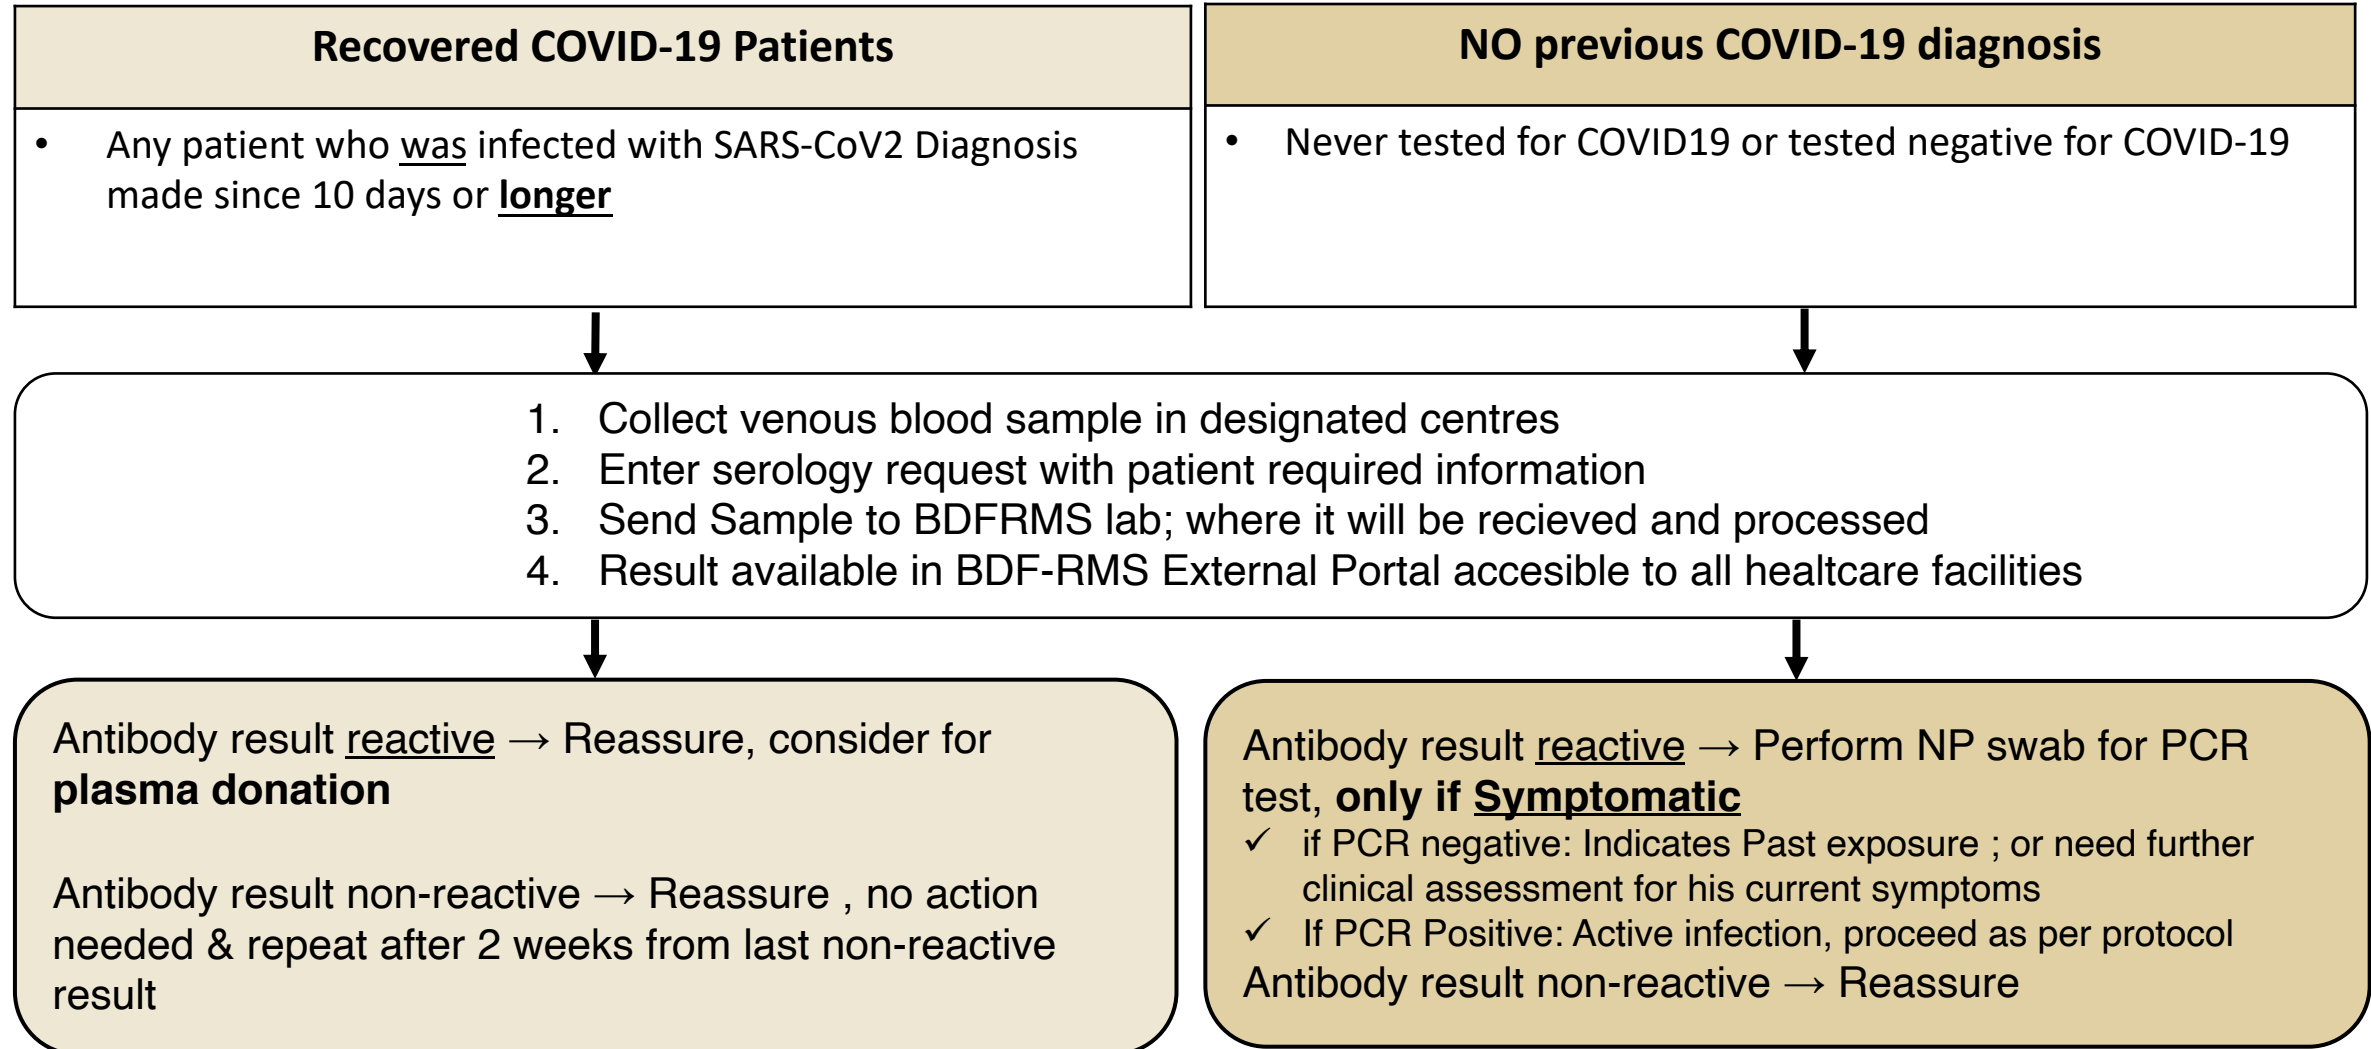 Recovered COVID-19 Patients
• Any patient who was infected with SARS-CoV2 Diagnosis
made since 10 days or longer
NO previous COVID-19 diagnosis
• Never tested for COVID19 or tested negative for COVID-19
1. Collect venous blood sample in designated centres
2. Enter serology request with patient required information
3. Send Sample to BDFRMS lab; where it will be recieved and processed
4. Result available in BDF-RMS External Portal accesible to all healtcare facilities
Antibody result reactive → Reassure, consider for
plasma donation
Antibody result non-reactive → Reassure , no action
needed & repeat after 2 weeks from last non-reactive
result
Antibody result reactive → Perform NP swab for PCR
test, only if Symptomatic
✓ if PCR negative: Indicates Past exposure ; or need further
clinical assessment for his current symptoms
✓ If PCR Positive: Active infection, proceed as per protocol
Antibody result non-reactive → Reassure